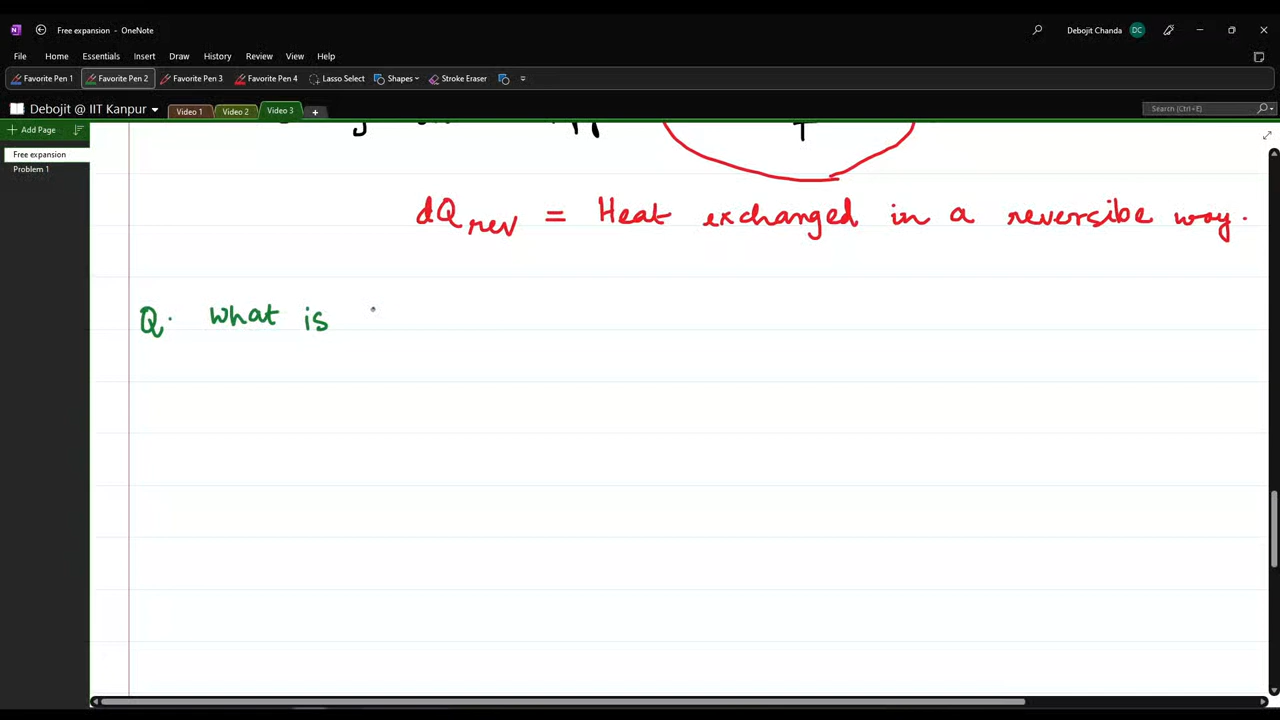 Free expansion - OneNote
Debojit Chanda DC
File Home Essentials Insert Draw History Review View Help
Favorite Pen 1 Favorite Pen 2 Favorite Pen 3 Favorite Pen 4 Lasso Select Shapes Stroke Eraser
Debojit @ IIT Kanpur Video 1 Video 2 Video 3 + Search (Ctrl+E)
+ Add Page
Free expansion
Problem 1
T
dQrev = Heat exchanged in a reversibe way.
Q. What is